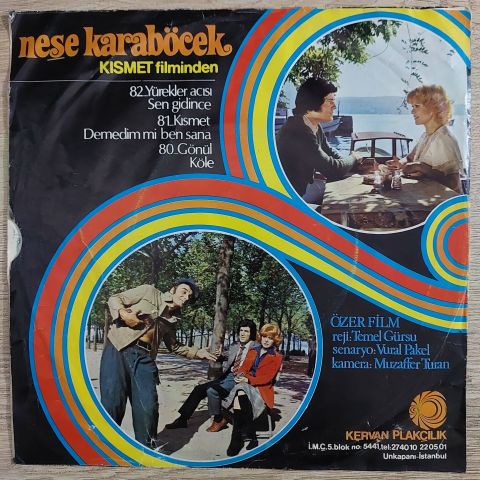 neşe karaböcek
KISMET filminden
82.Yürekler acısı
Sen gidince
81.Kısmet
Demedim mi ben sana
80.Gönül
Köle
ÖZER FİLM
reji:Temel Gürsu
senaryo:Vural Pakel
kamera: Muzaffer Turan
KERVAN PLAKÇILIK
İ.M.Ç.5.blok no: 5441,tel:274010 220501
Unkapanı-İstanbul